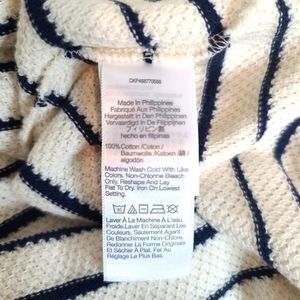 Made In Philippines
Fabriqué Aux Philippines
Hergestellt In Den Philippinen
Vervaardigd In De Filippijnen
フィリピン製
hecho en filipinas
100% Cotton /Coton /
Baumwolle /Katoen / 綿 /
algodón
Machine Wash Cold With Like
Colors. Non-Chlorine Bleach
Only, Reshape And Lay
Flat To Dry. Iron On Lowest
Setting.
Laver À La Machine À L'eau
Froide. Laver En Séparant Les
Couleurs. Seulement Agent
De Blanchiment Non-Chloré.
Redonner La Forme Originale
Et Sécher À Plat. Fer Au
Réglage Le Plus Bas.